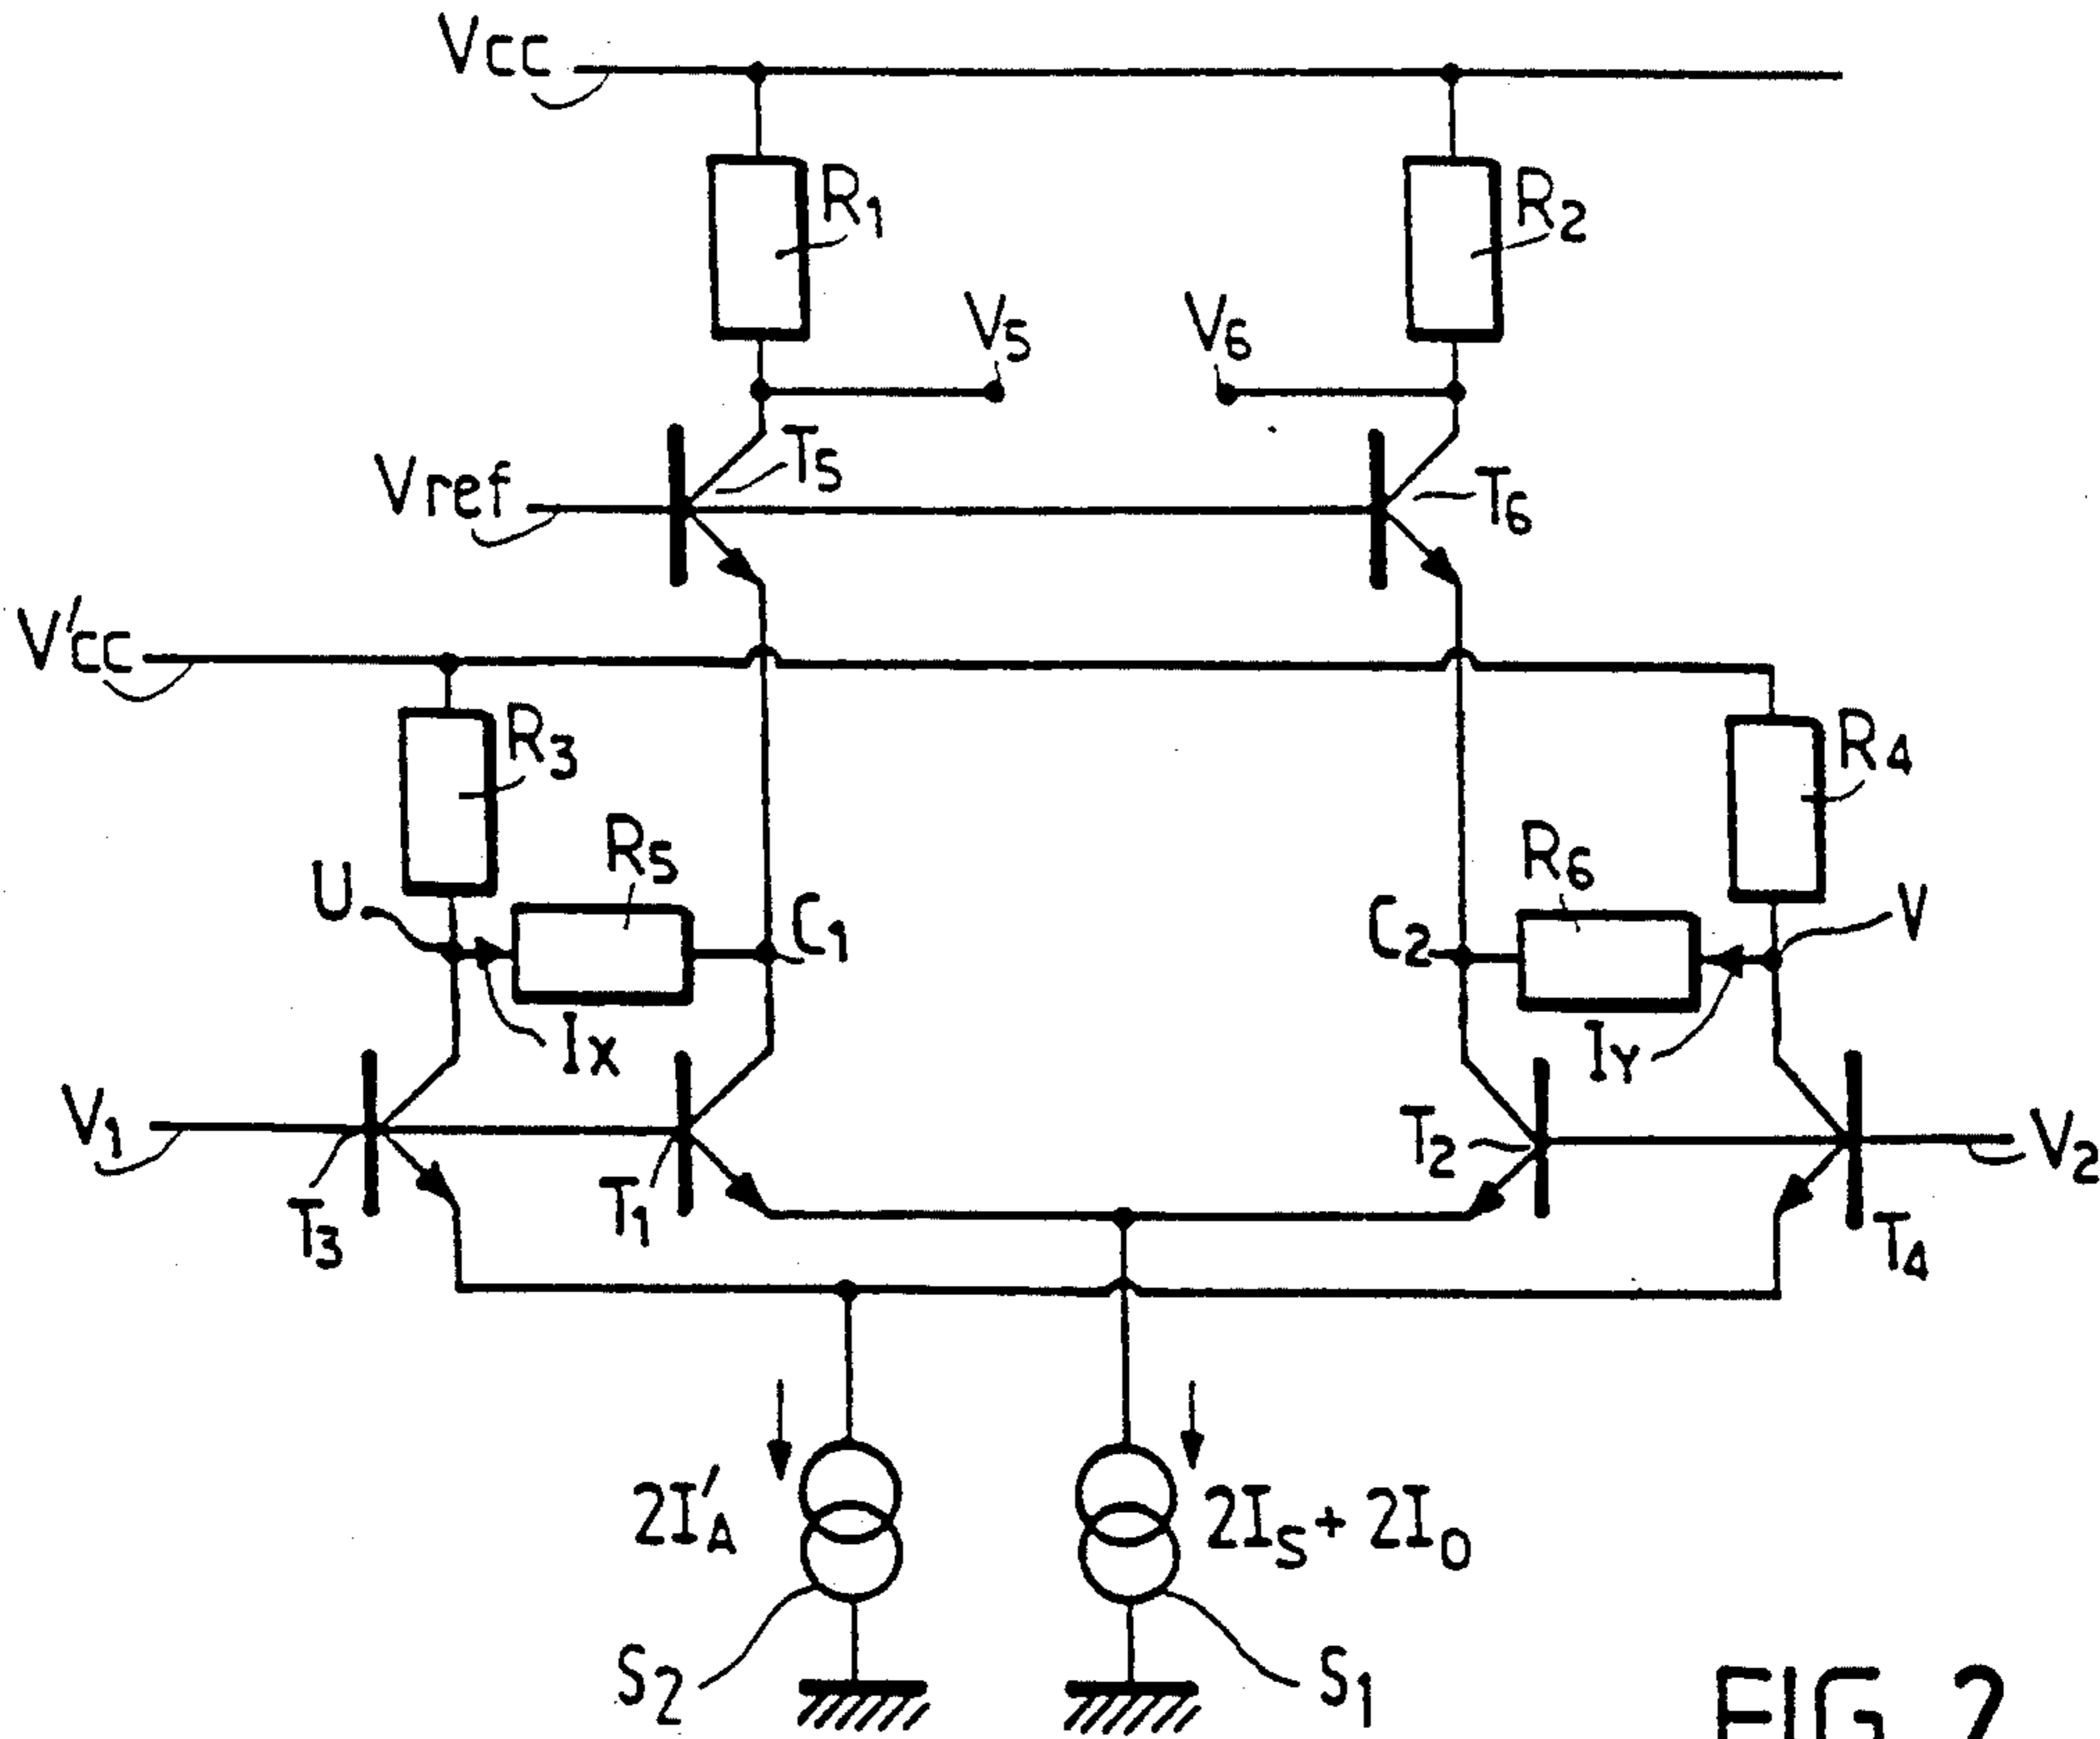 Vcc
R1
R2
V5
V6
T5
Vref
T6
V'cc
R3
R4
R5
R6
U
C1
C2
V
IX
IY
V1
T2
V2
T3
T1
T4
2I'A
2IS + 2IO
S2
S1
FIG.2